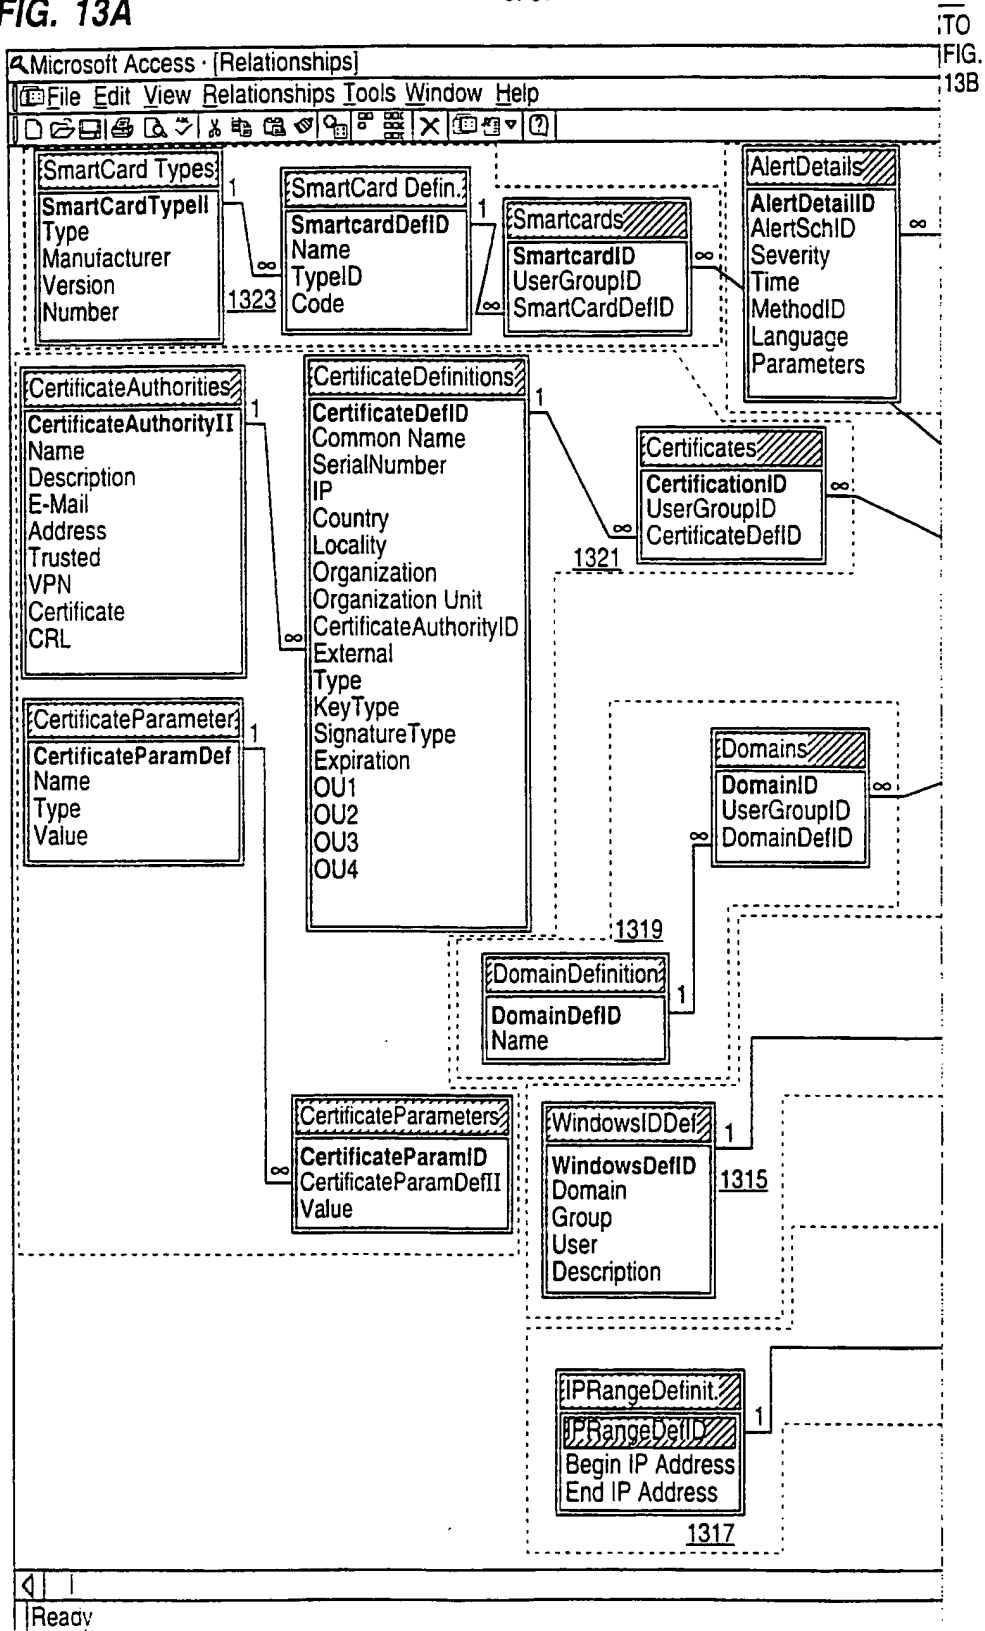 FIG. 13A
TO
FIG.
13B
Microsoft Access · [Relationships]
File Edit View Relationships Tools Window Help
SmartCard Types
SmartCardTypeII
Type
Manufacturer
Version
Number
1
∞
1323
SmartCard Defin.
SmartcardDefID
Name
TypeID
Code
1
∞
Smartcards
SmartcardID
UserGroupID
SmartCardDefID
∞
AlertDetails
AlertDetailID
AlertSchID
Severity
Time
MethodID
Language
Parameters
∞
CertificateAuthorities
CertificateAuthorityII
Name
Description
E-Mail
Address
Trusted
VPN
Certificate
CRL
1
∞
CertificateDefinitions
CertificateDefID
Common Name
SerialNumber
IP
Country
Locality
Organization
Organization Unit
CertificateAuthorityID
External
Type
KeyType
SignatureType
Expiration
OU1
OU2
OU3
OU4
1
∞
1321
Certificates
CertificationID
UserGroupID
CertificateDefID
∞
CertificateParameter
CertificateParamDef
Name
Type
Value
1
∞
Domains
DomainID
UserGroupID
DomainDefID
∞
∞
1319
DomainDefinition
DomainDefID
Name
1
CertificateParameters
CertificateParamID
CertificateParamDefII
Value
WindowsIDDef
WindowsDefID
Domain
Group
User
Description
1
1315
IPRangeDefinit.
IPRangeDefID
Begin IP Address
End IP Address
1
1317
Ready